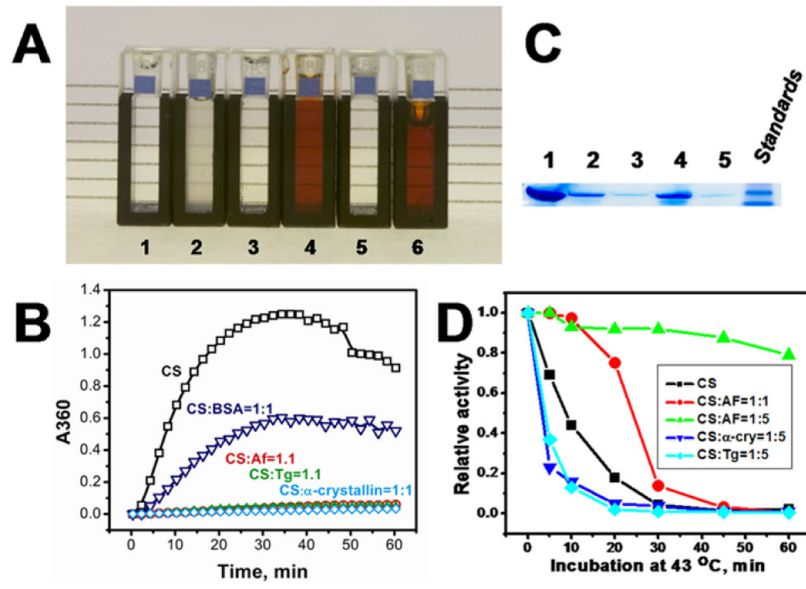 A
1 2 3 4 5 6
C
1 2 3 4 5 Standards
B
1.4
1.2
1.0
0.8
0.6
0.4
0.2
0.0
A360
CS
CS:BSA=1:1
CS:Af=1.1
CS:Tg=1.1
CS:α-crystallin=1:1
0 10 20 30 40 50 60
Time, min
D
1.0
0.8
0.6
0.4
0.2
0.0
Relative activity
CS
CS:AF=1:1
CS:AF=1:5
CS:α-cry=1:5
CS:Tg=1:5
0 10 20 30 40 50 60
Incubation at 43 ºC, min